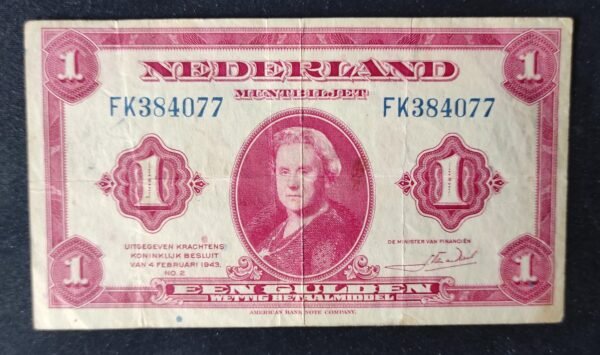 1 1
NEDERLAND
MUNTBILJET
FK384077 FK384077
1 1
UITGEGEVEN KRACHTENS
KONINKLIJK BESLUIT
VAN 4 FEBRUARI 1943,
NO. 2
DE MINISTER VAN FINANCIËN
1 1
EEN GULDEN
WETTIG BETAALMIDDEL
AMERICAN BANK NOTE COMPANY.